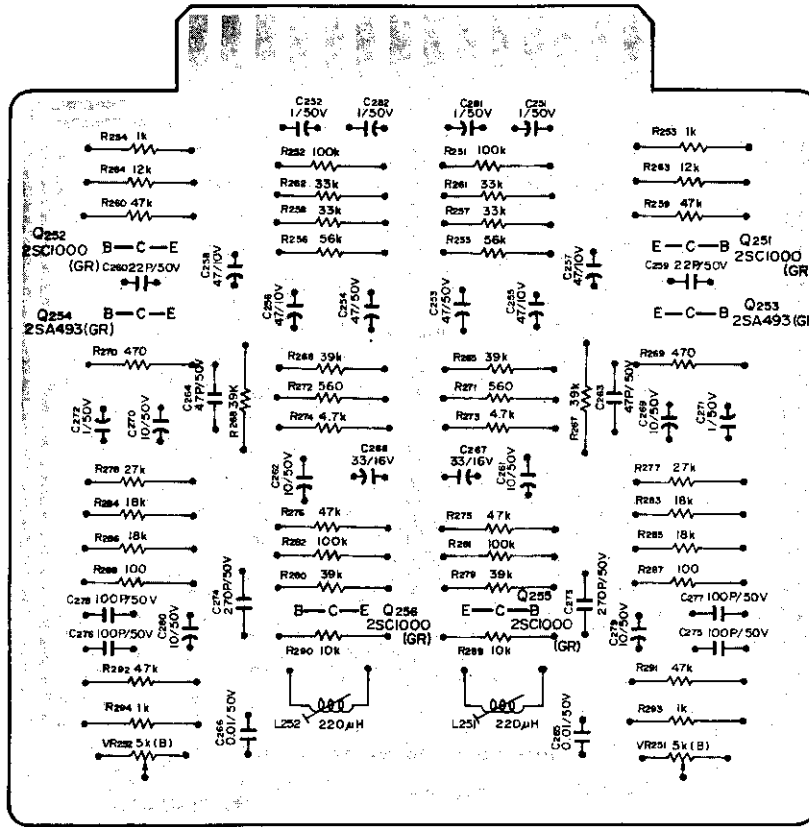 C252 1/50V
C282 1/50V
C281 1/50V
C251 1/50V
R254 1k
R252 100k
R251 100k
R253 1k
R264 12k
R262 33k
R261 33k
R263 12k
R260 47k
R258 33k
R257 33k
R259 47k
R256 56k
R255 56k
Q252 2SC1000 (GR)
B—C—E
C260 22P/50V
C258 47/10V
C257 47/10V
E—C—B
Q251 2SC1000 (GR)
C259 22P/50V
C256 47/10V
C254 47/50V
C253 47/50V
C255 47/10V
Q254 2SA493(GR)
B—C—E
E—C—B
Q253 2SA493(G
R270 470
39k
R265 39k
R269 470
C264 47P/50V
R268 39K
R272 560
R271 560
R267 39k
C263 47P/50V
C272 1/50V
C270 10/50V
R274 4.7k
R273 4.7k
C269 10/50V
C271 1/50V
C268 33/16V
C267 33/16V
C262 10/50V
C261 10/50V
R278 27k
R277 27k
R284 18k
R283 18k
R276 47k
R275 47k
R286 18k
R282 100k
R281 100k
R285 18k
R288 100
R280 39k
R279 39k
R287 100
C278 100P/50V
C274 270P/50V
B—C—E
Q256 2SC1000 (GR)
E—C—B
Q255 2SC1000 (GR)
C273 270P/50V
C277 100P/50V
C276 100P/50V
C280 10/50V
C279 10/50V
C275 100P/50V
R290 10k
R289 10k
R292 47k
R291 47k
R294 1k
L252 220μH
L251 220μH
R293 1k
C266 0.01/50V
C265 0.01/50V
VR252 5k(B)
VR251 5k(B)